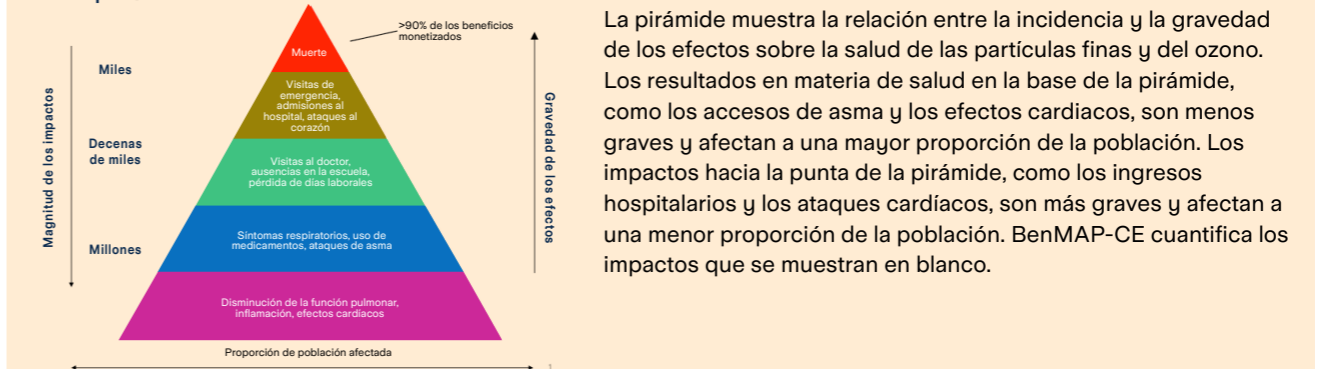 >90% de los beneficios
monetizados
Muerte
Miles
Visitas de
emergencia,
admisiones al
hospital, ataques al
corazón
Decenas
de miles
Visitas al doctor,
ausencias en la escuela,
pérdida de días laborales
Millones
Síntomas respiratorios, uso de
medicamentos, ataques de asma
Disminución de la función pulmonar,
inflamación, efectos cardíacos
Magnitud de los impactos
Gravedad de los efectos
Proporción de población afectada
La pirámide muestra la relación entre la incidencia y la gravedad
de los efectos sobre la salud de las partículas finas y del ozono.
Los resultados en materia de salud en la base de la pirámide,
como los accesos de asma y los efectos cardiacos, son menos
graves y afectan a una mayor proporción de la población. Los
impactos hacia la punta de la pirámide, como los ingresos
hospitalarios y los ataques cardíacos, son más graves y afectan a
una menor proporción de la población. BenMAP-CE cuantifica los
impactos que se muestran en blanco.